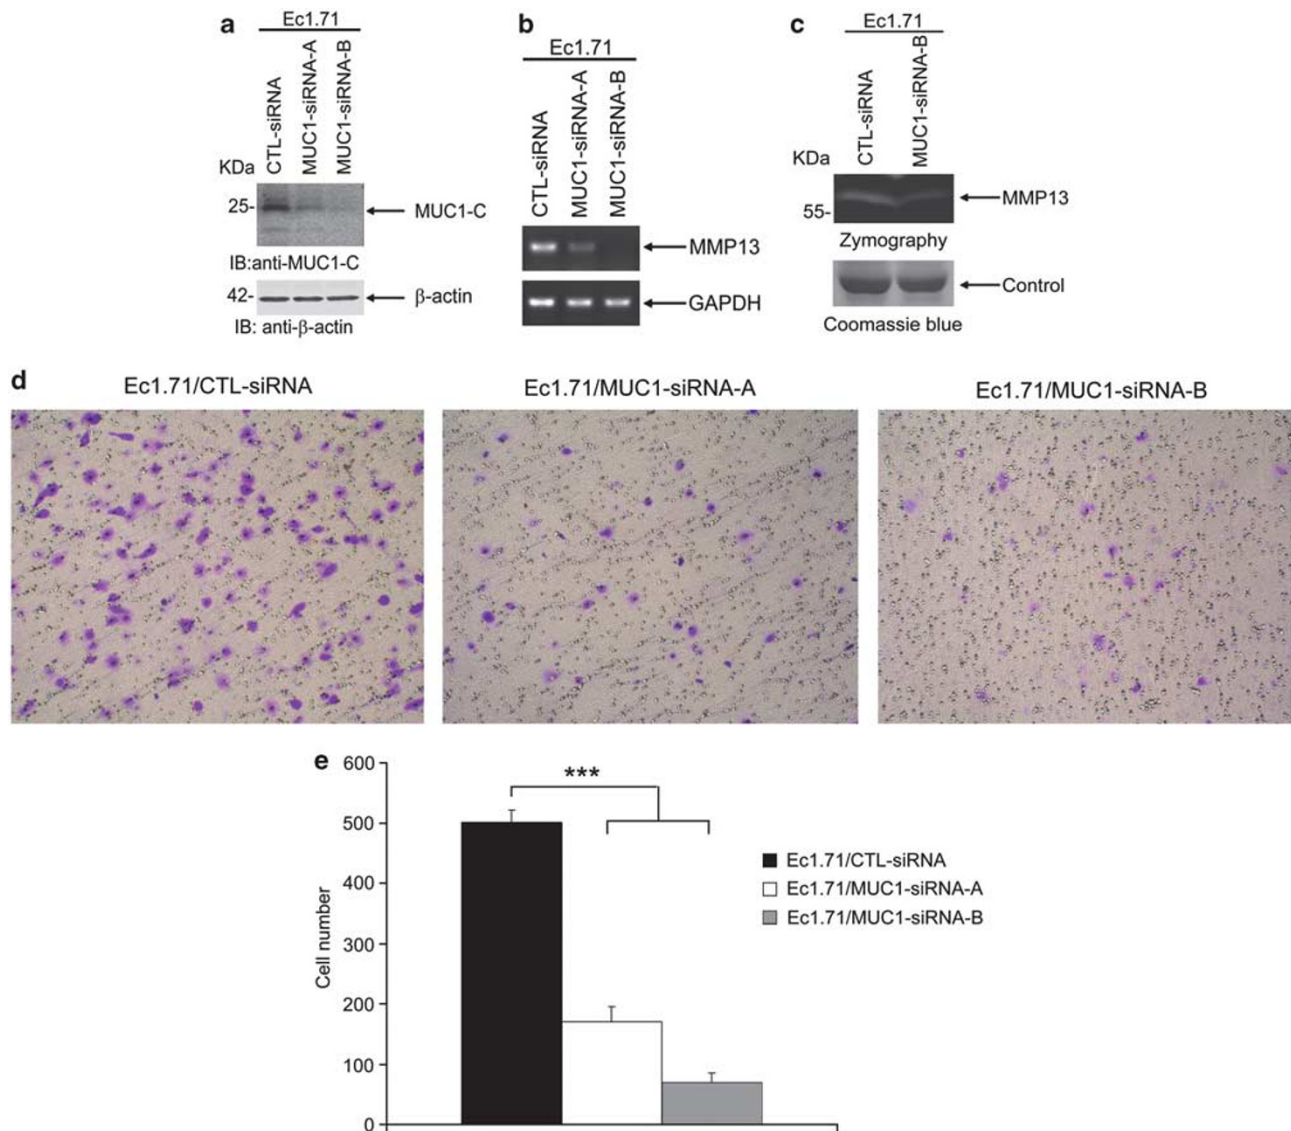 a
Ec1.71
CTL-siRNA
MUC1-siRNA-A
MUC1-siRNA-B
KDa
25-
MUC1-C
IB:anti-MUC1-C
42-
β-actin
IB: anti-β-actin
b
Ec1.71
CTL-siRNA
MUC1-siRNA-A
MUC1-siRNA-B
MMP13
GAPDH
c
Ec1.71
CTL-siRNA
MUC1-siRNA-B
KDa
MMP13
55-
Zymography
Control
Coomassie blue
d
Ec1.71/CTL-siRNA
Ec1.71/MUC1-siRNA-A
Ec1.71/MUC1-siRNA-B
e
600
500
400
300
200
100
0
Cell number
***
Ec1.71/CTL-siRNA
Ec1.71/MUC1-siRNA-A
Ec1.71/MUC1-siRNA-B